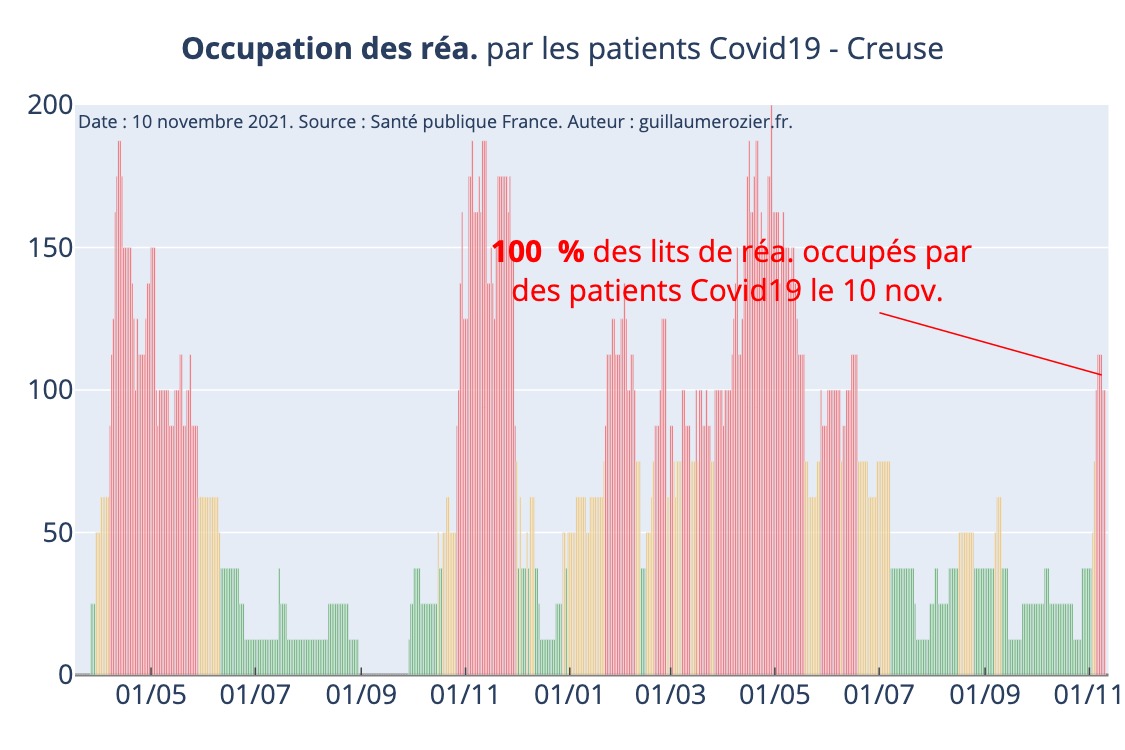 Occupation des réa. par les patients Covid19 - Creuse
200
Date : 10 novembre 2021. Source : Santé publique France. Auteur : guillaumerozier.fr.
150
100 % des lits de réa. occupés par
des patients Covid19 le 10 nov.
100
50
0
01/05 01/07 01/09 01/11 01/01 01/03 01/05 01/07 01/09 01/11